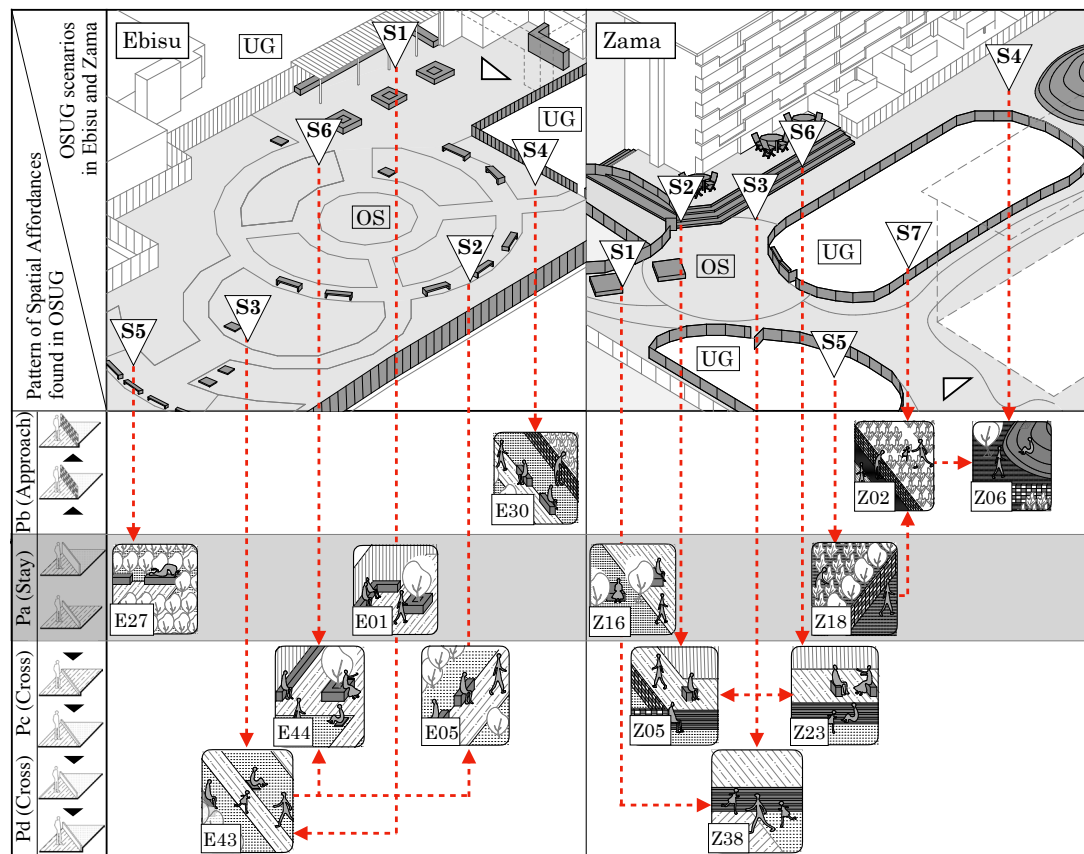 OSUG scenarios
in Ebisu and Zama
Pattern of Spatial Affordances
found in OSUG
Ebisu
UG
S1
S6
UG
S4
OS
S2
S3
S5
Zama
S4
S6
S2
S3
S1
OS
UG
S7
UG
S5
Pb (Approach)
E30
Z02
Z06
Pa (Stay)
E27
E01
Z16
Z18
Pc (Cross)
E44
E05
Z05
Z23
Pd (Cross)
E43
Z38